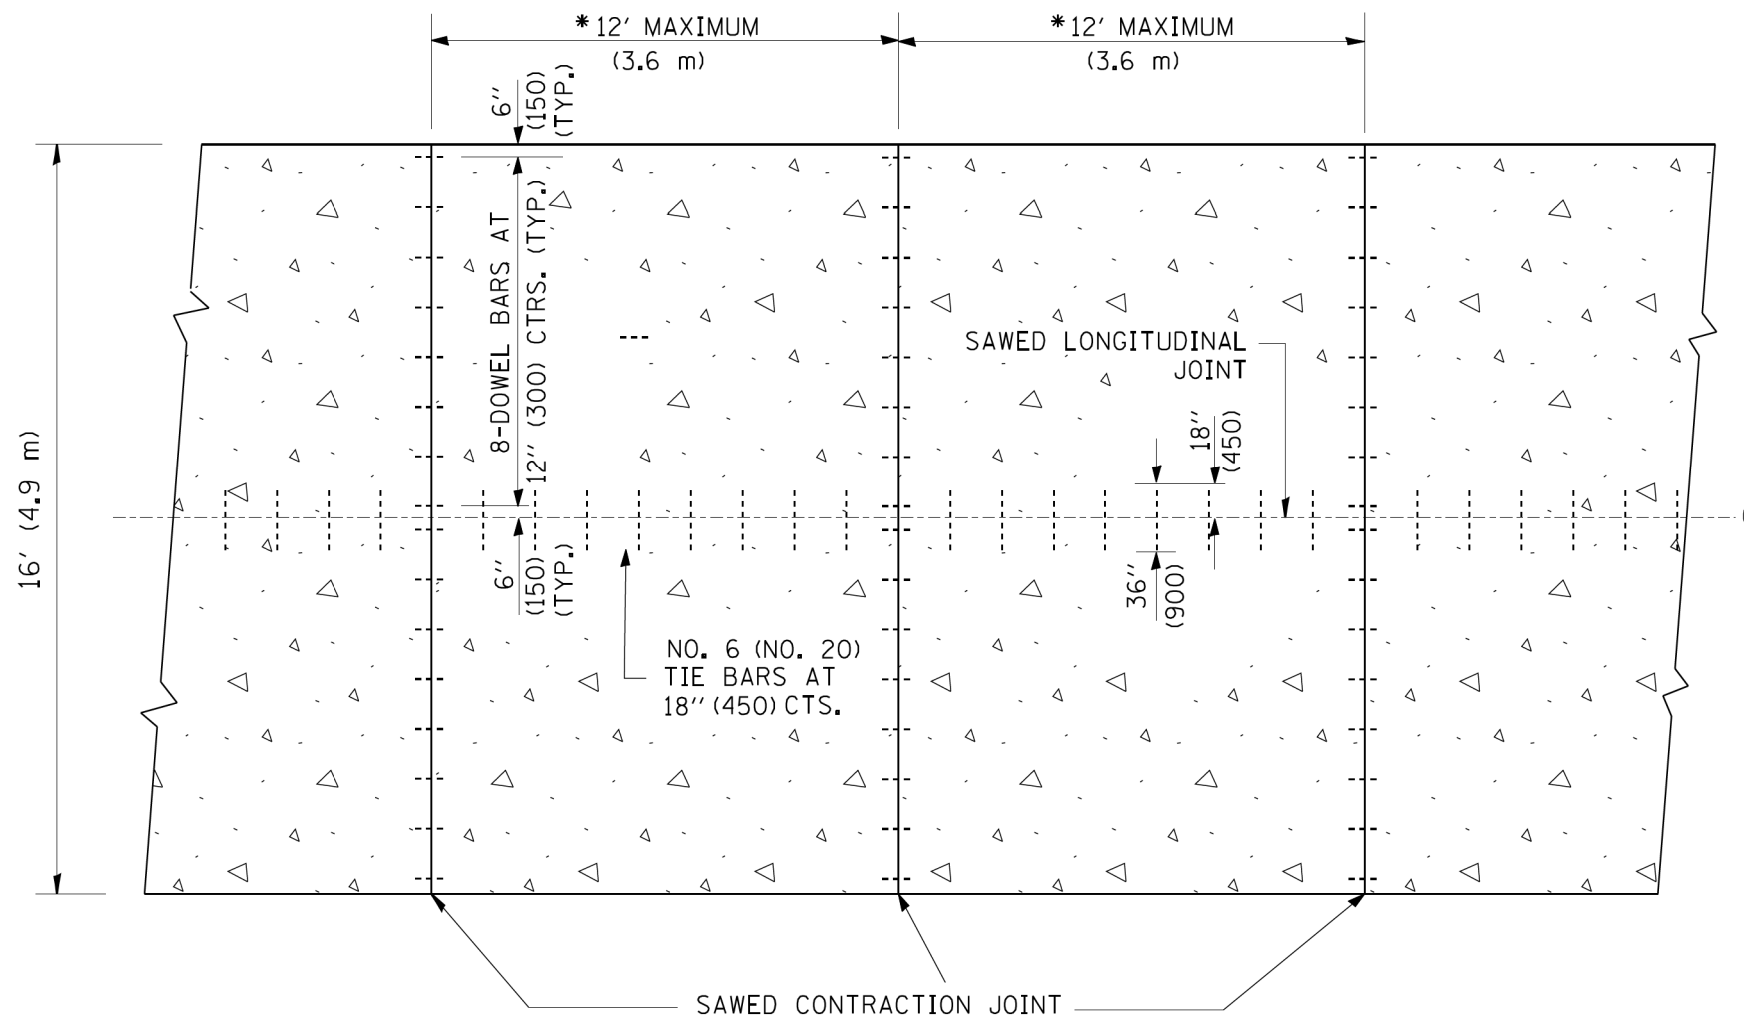 *12' MAXIMUM
(3.6 m)
*12' MAXIMUM
(3.6 m)
6"
(150)
(TYP.)
8-DOWEL BARS AT
12" (300) CTRS. (TYP.)
SAWED LONGITUDINAL
JOINT
18"
(450)
16' (4.9 m)
6"
(150)
(TYP.)
36"
(900)
NO. 6 (NO. 20)
TIE BARS AT
18" (450) CTS.
SAWED CONTRACTION JOINT